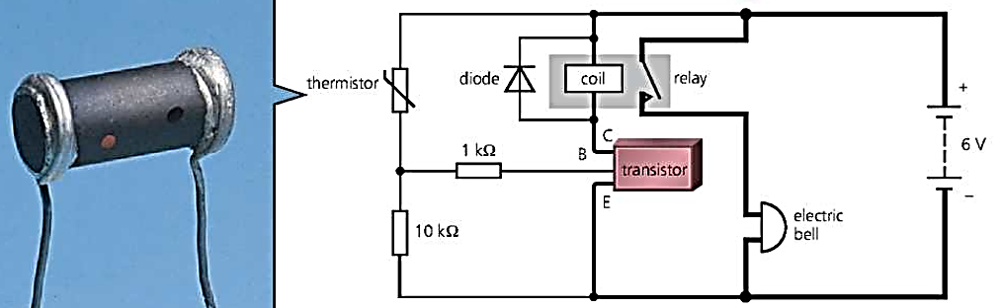 thermistor
diode
coil
relay
+
6 V
−
1 kΩ
B
C
transistor
E
10 kΩ
electric
bell